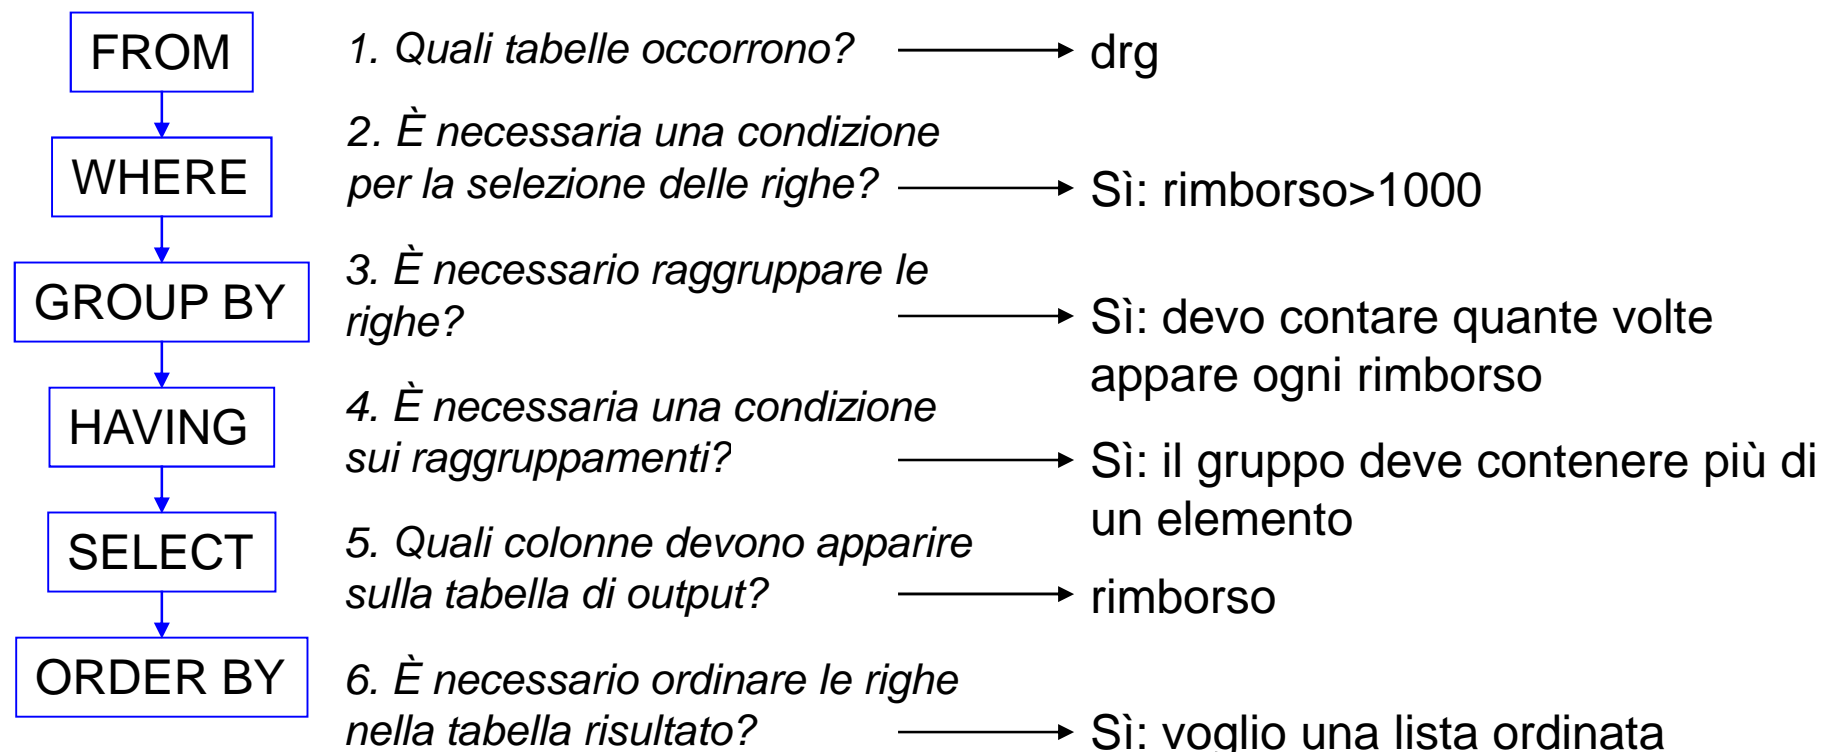 FROM
1. Quali tabelle occorrono?
drg
2. È necessaria una condizione
per la selezione delle righe?
WHERE
Sì: rimborso>1000
3. È necessario raggruppare le
righe?
GROUP BY
Sì: devo contare quante volte
appare ogni rimborso
4. È necessaria una condizione
sui raggruppamenti?
HAVING
Sì: il gruppo deve contenere più di
un elemento
5. Quali colonne devono apparire
sulla tabella di output?
SELECT
rimborso
6. È necessario ordinare le righe
nella tabella risultato?
ORDER BY
Sì: voglio una lista ordinata